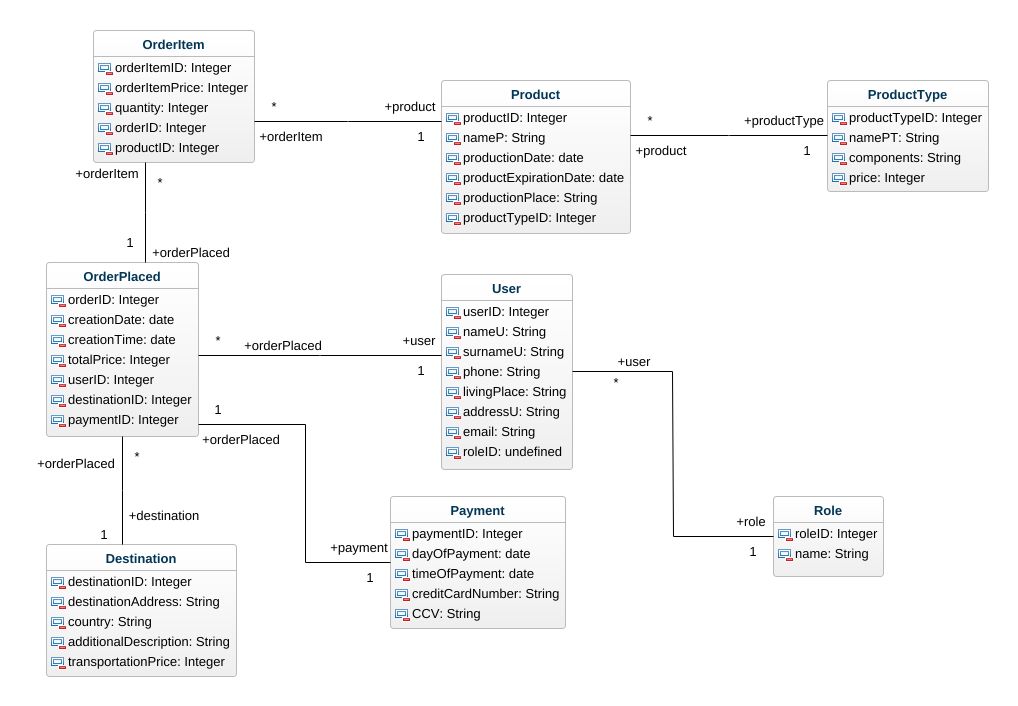 OrderItem
orderItemID: Integer
orderItemPrice: Integer
quantity: Integer
orderID: Integer
productID: Integer
*
+product
+orderItem
1
Product
productID: Integer
nameP: String
productionDate: date
productExpirationDate: date
productionPlace: String
productTypeID: Integer
*
+productType
+product
1
ProductType
productTypeID: Integer
namePT: String
components: String
price: Integer
+orderItem
*
1
+orderPlaced
OrderPlaced
orderID: Integer
creationDate: date
creationTime: date
totalPrice: Integer
userID: Integer
destinationID: Integer
paymentID: Integer
*
+orderPlaced
+user
1
User
userID: Integer
nameU: String
surnameU: String
phone: String
livingPlace: String
addressU: String
email: String
roleID: undefined
+user
*
+role
1
Role
roleID: Integer
name: String
1
+orderPlaced
+payment
1
Payment
paymentID: Integer
dayOfPayment: date
timeOfPayment: date
creditCardNumber: String
CCV: String
+orderPlaced
*
+destination
1
Destination
destinationID: Integer
destinationAddress: String
country: String
additionalDescription: String
transportationPrice: Integer